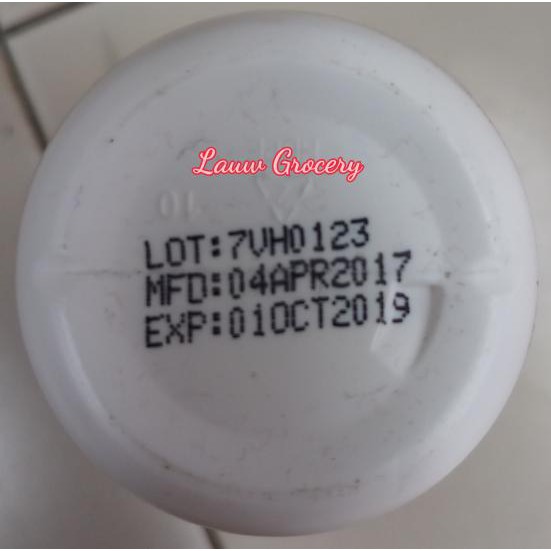 Lauw Grocery
LOT:7VH0123
MFD:04APR2017
EXP:01OCT2019